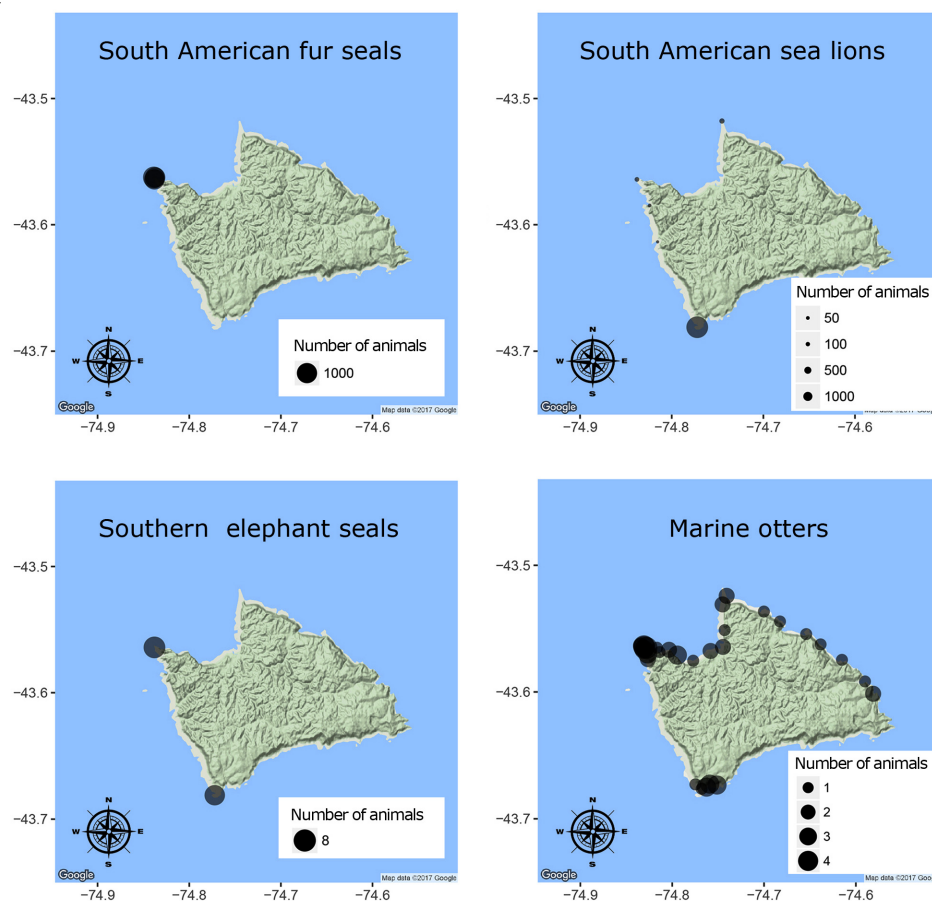 South American fur seals
−43.5
−43.6
−43.7
N
W E
S
Number of animals
1000
Google
Map data ©2017 Google
−74.9 −74.8 −74.7 −74.6
South American sea lions
−43.5
−43.6
−43.7
N
W E
S
Number of animals
50
100
500
1000
Google
−74.9 −74.8 −74.7 −74.6
Southern elephant seals
−43.5
−43.6
−43.7
N
W E
S
Number of animals
8
Google
Map data ©2017 Google
−74.9 −74.8 −74.7 −74.6
Marine otters
−43.5
−43.6
−43.7
N
W E
S
Number of animals
1
2
3
4
Google
Map data ©2017 Goo
−74.9 −74.8 −74.7 −74.6